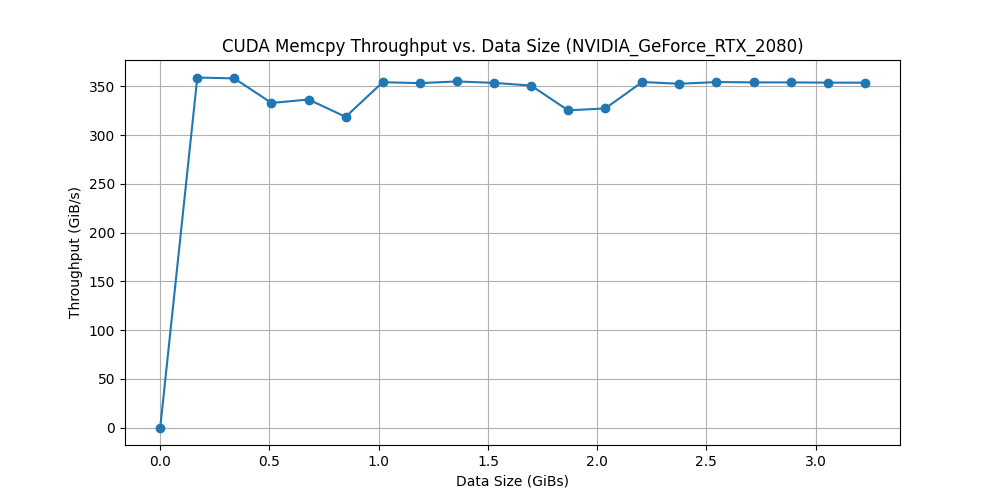 CUDA Memcpy Throughput vs. Data Size (NVIDIA_GeForce_RTX_2080)
350
300
250
200
150
100
50
0
Throughput (GiB/s)
0.0 0.5 1.0 1.5 2.0 2.5 3.0
Data Size (GiBs)